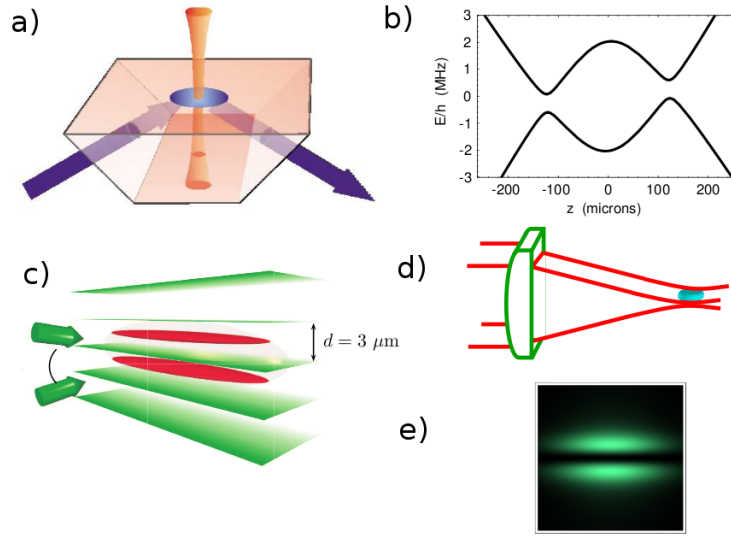 a)
b)
E/h (MHz)
3
2
1
0
-1
-2
-3
-200
-100
0
100
200
z (microns)
c)
d = 3 μm
d)
e)